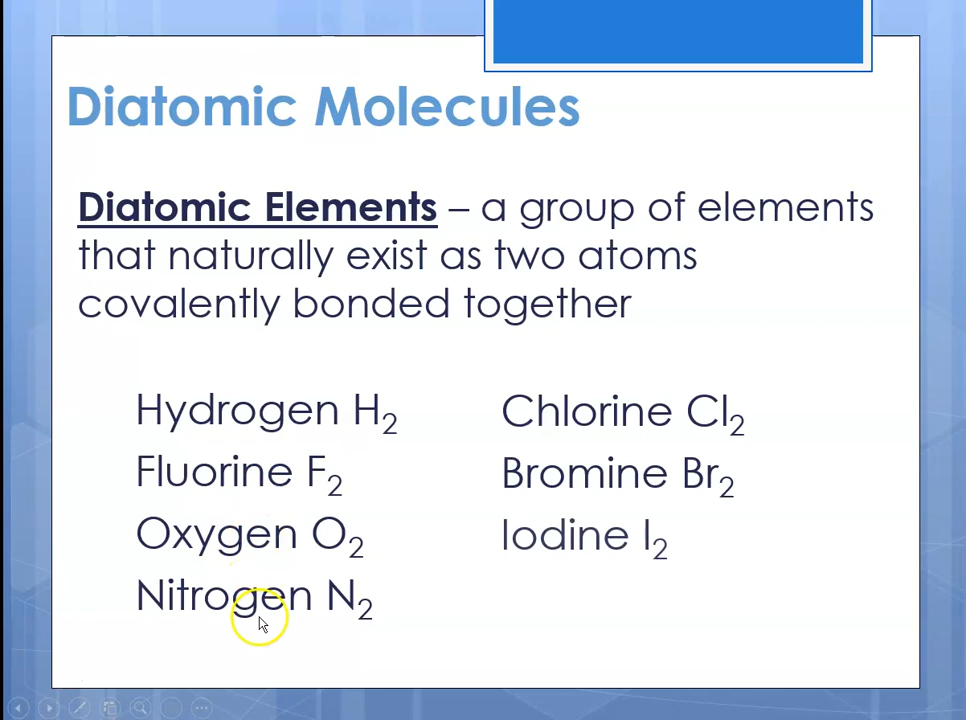 Diatomic Molecules
Diatomic Elements – a group of elements
that naturally exist as two atoms
covalently bonded together
Hydrogen H₂
Fluorine F₂
Oxygen O₂
Nitrogen N₂
Chlorine Cl₂
Bromine Br₂
Iodine I₂